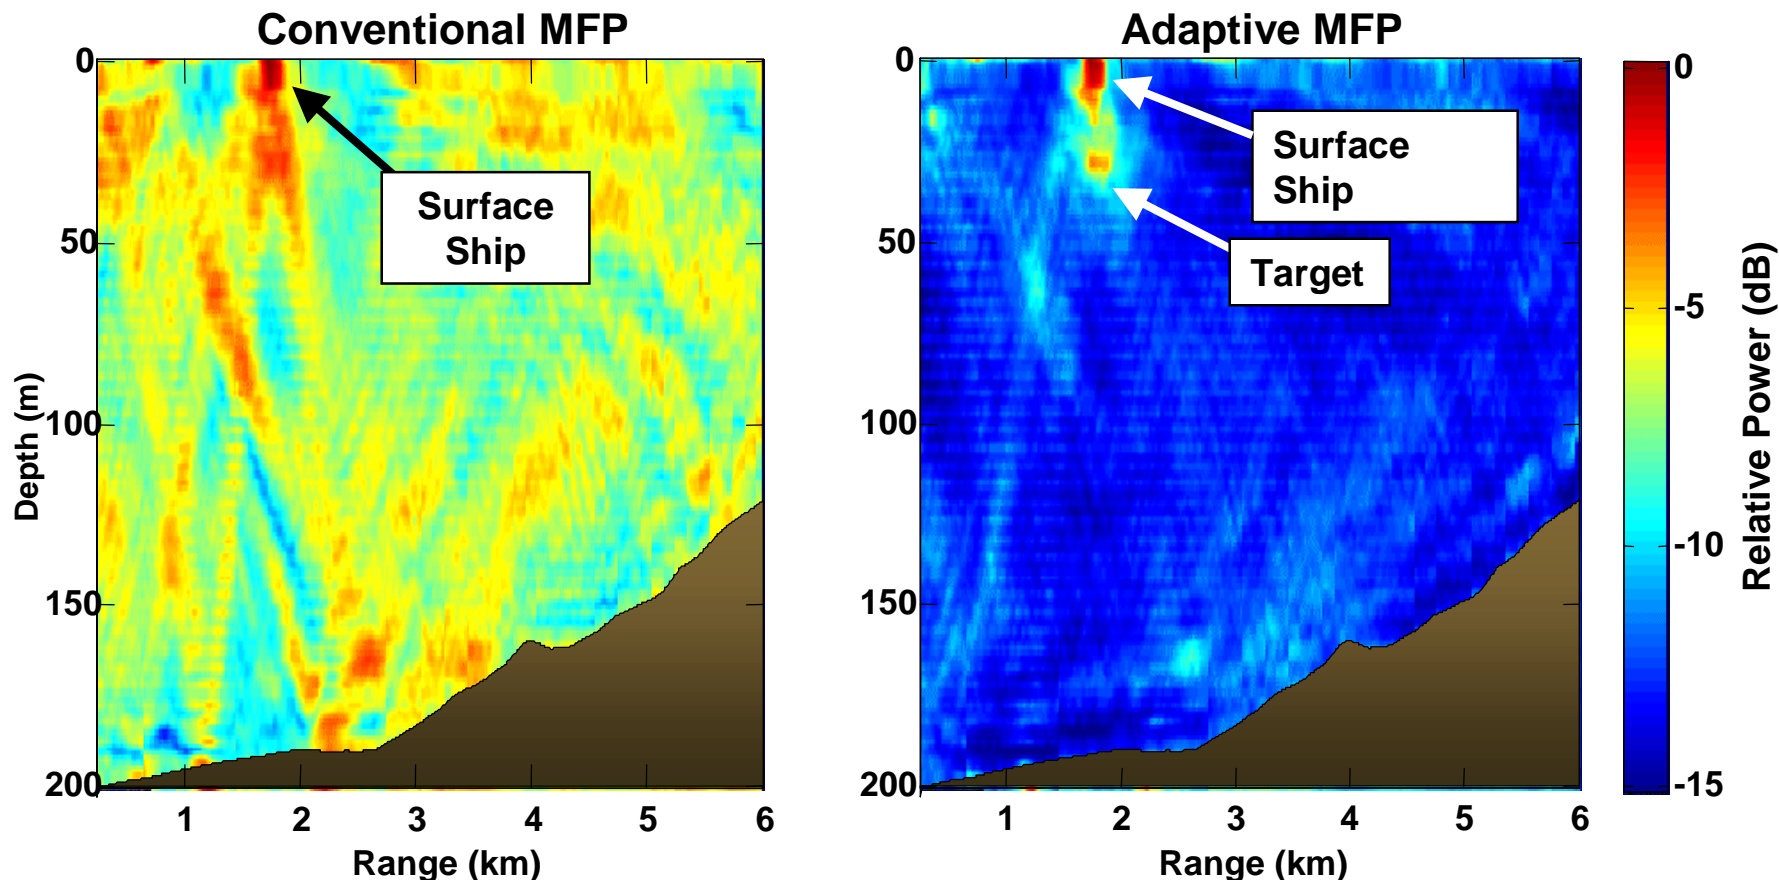 Conventional MFP
0
50
100
150
200
Depth (m)
1 2 3 4 5 6
Range (km)
Surface
Ship
Adaptive MFP
0
50
100
150
200
1 2 3 4 5 6
Range (km)
Surface
Ship
Target
0
-5
-10
-15
Relative Power (dB)